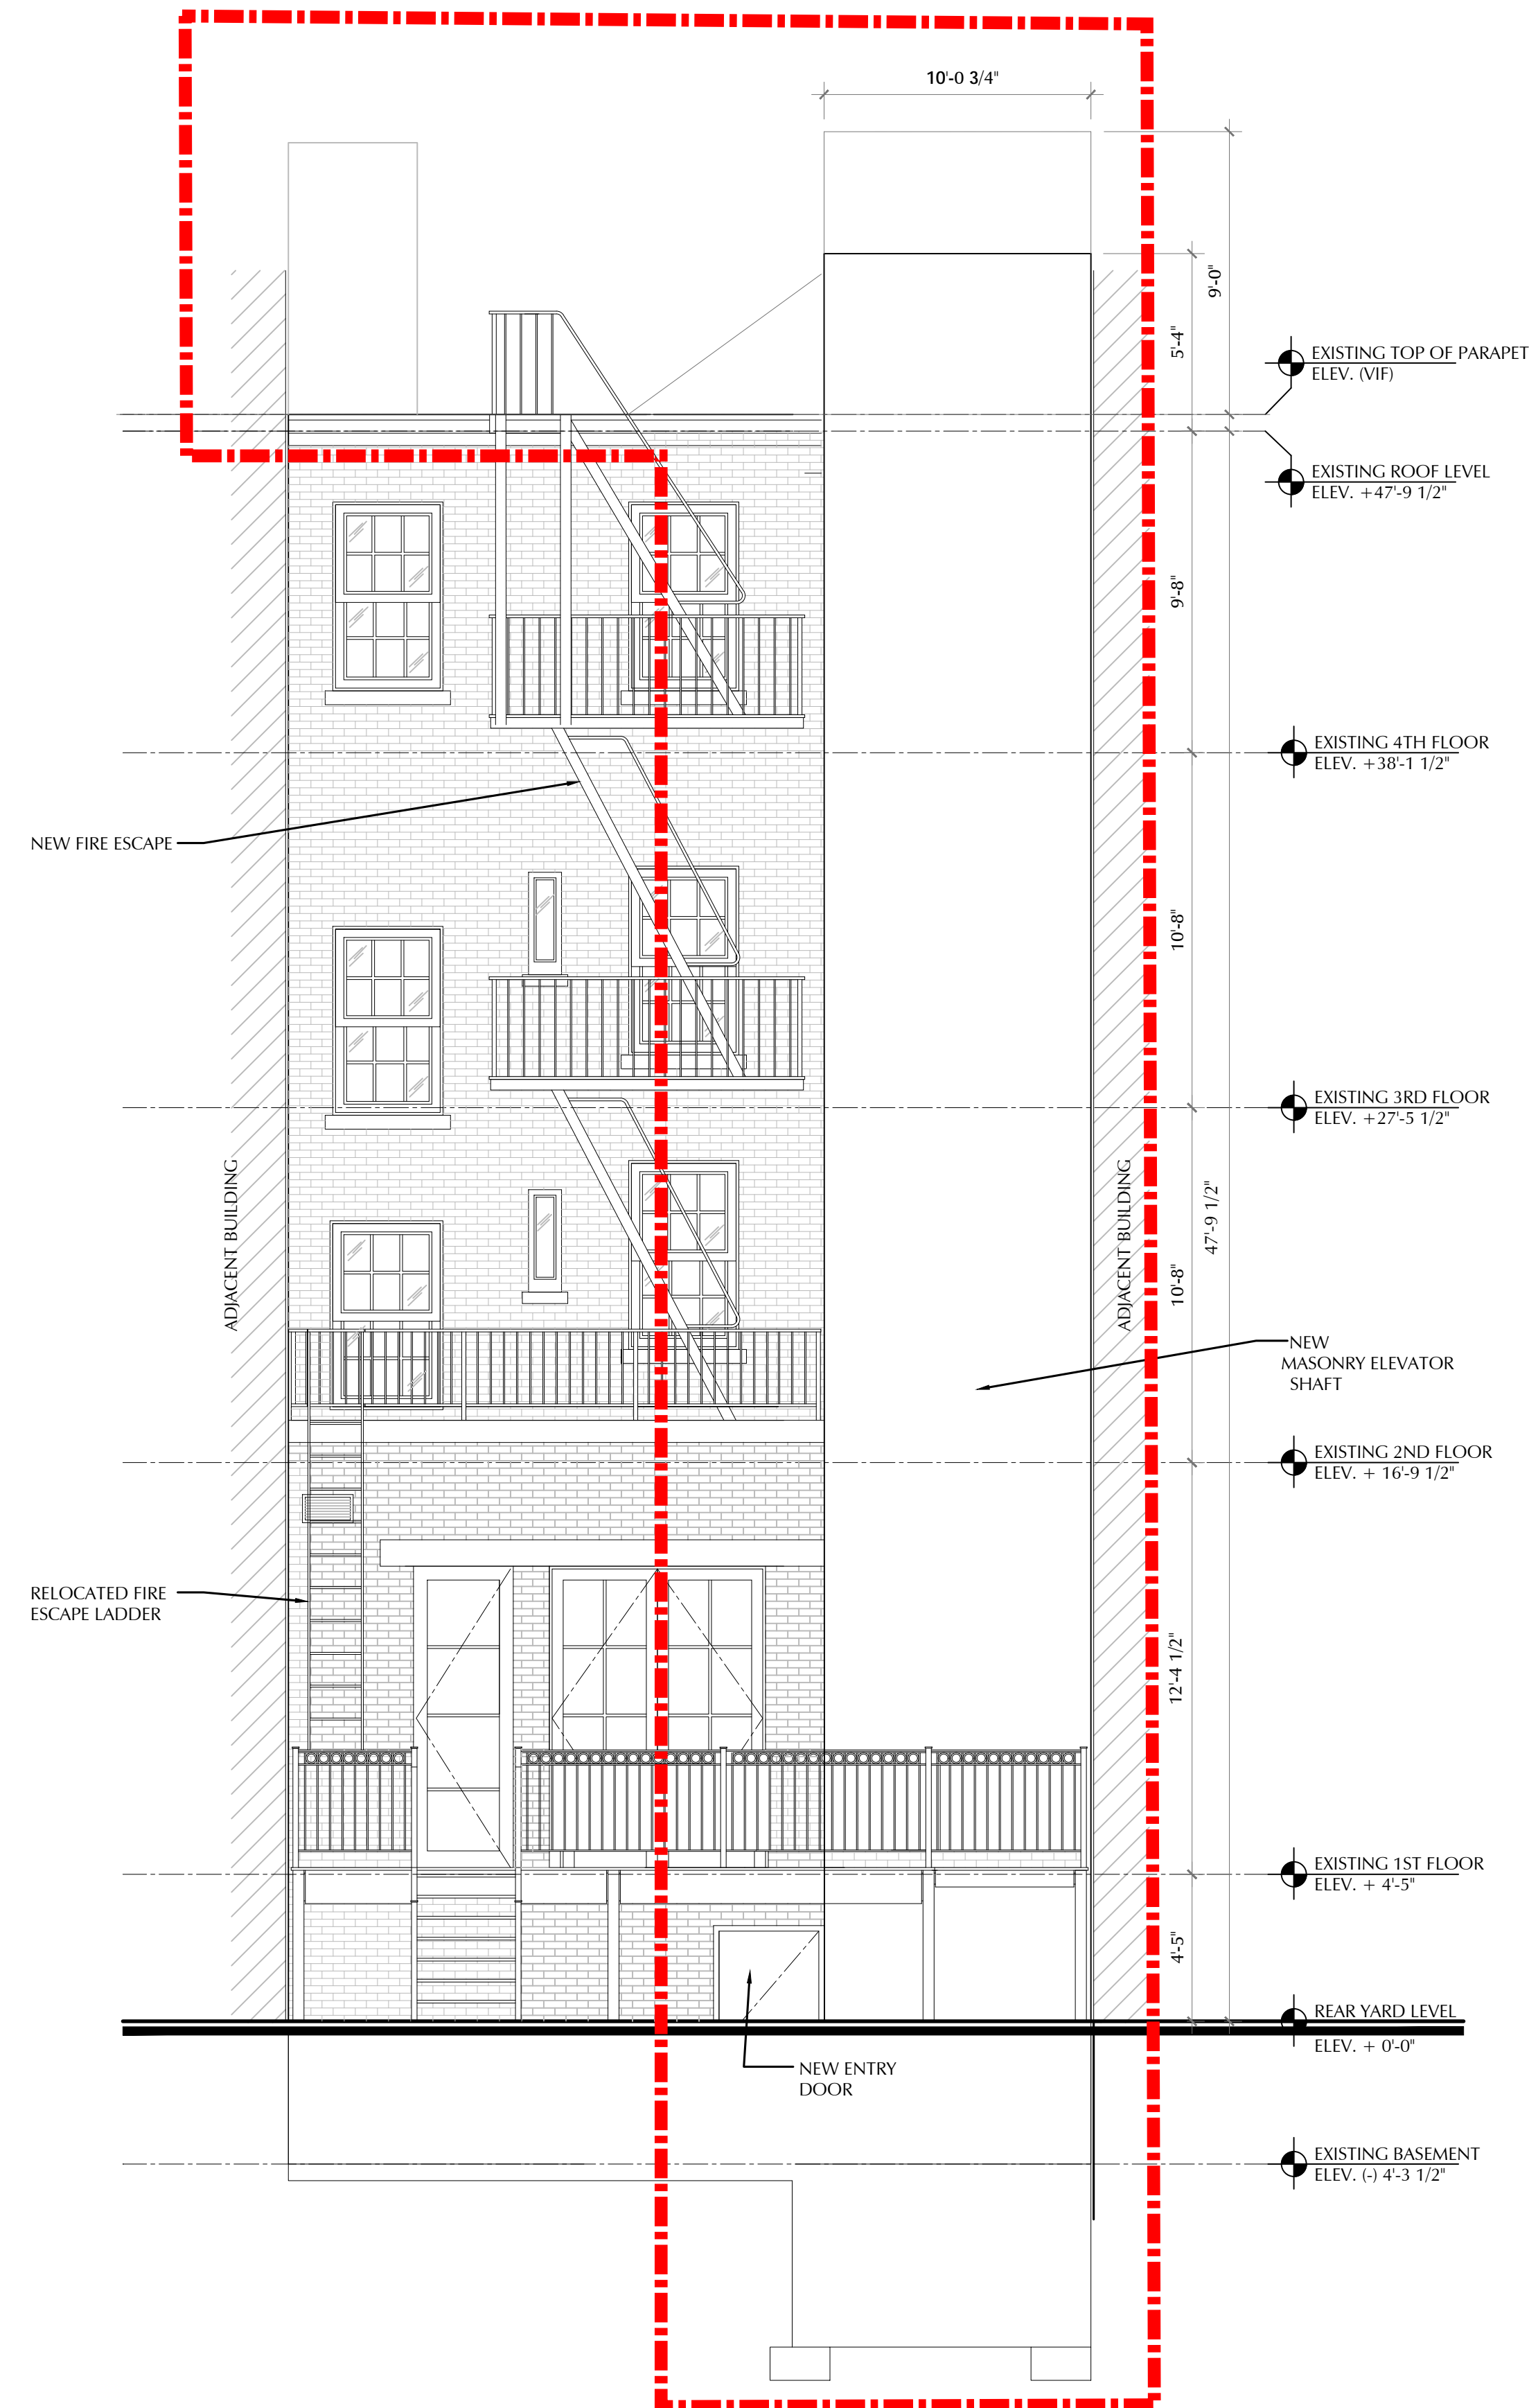 10'-0 3/4"
9'-0"
5'-4"
EXISTING TOP OF PARAPET
ELEV. (VIF)
EXISTING ROOF LEVEL
ELEV. +47'-9 1/2"
9'-8"
EXISTING 4TH FLOOR
ELEV. +38'-1 1/2"
NEW FIRE ESCAPE
10'-8"
EXISTING 3RD FLOOR
ELEV. +27'-5 1/2"
ADJACENT BUILDING
ADJACENT BUILDING
10'-8"
47'-9 1/2"
NEW
MASONRY ELEVATOR
SHAFT
EXISTING 2ND FLOOR
ELEV. + 16'-9 1/2"
RELOCATED FIRE
ESCAPE LADDER
12'-4 1/2"
EXISTING 1ST FLOOR
ELEV. + 4'-5"
4'-5"
REAR YARD LEVEL
ELEV. + 0'-0"
NEW ENTRY
DOOR
EXISTING BASEMENT
ELEV. (-) 4'-3 1/2"